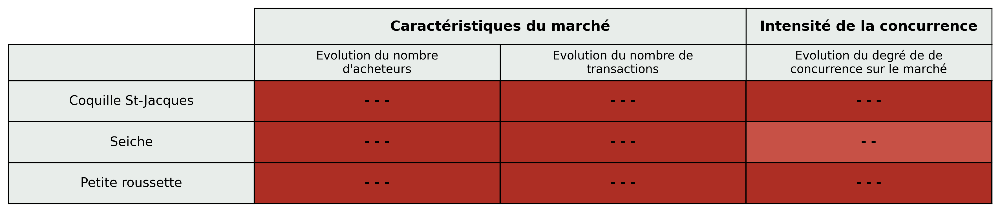 Caractéristiques du marché Intensité de la concurrence
Evolution du nombre
d'acheteurs
Evolution du nombre de
transactions
Evolution du degré de de
concurrence sur le marché
Coquille St-Jacques - - - - - - - - -
Seiche - - - - - - - -
Petite roussette - - - - - - - - -